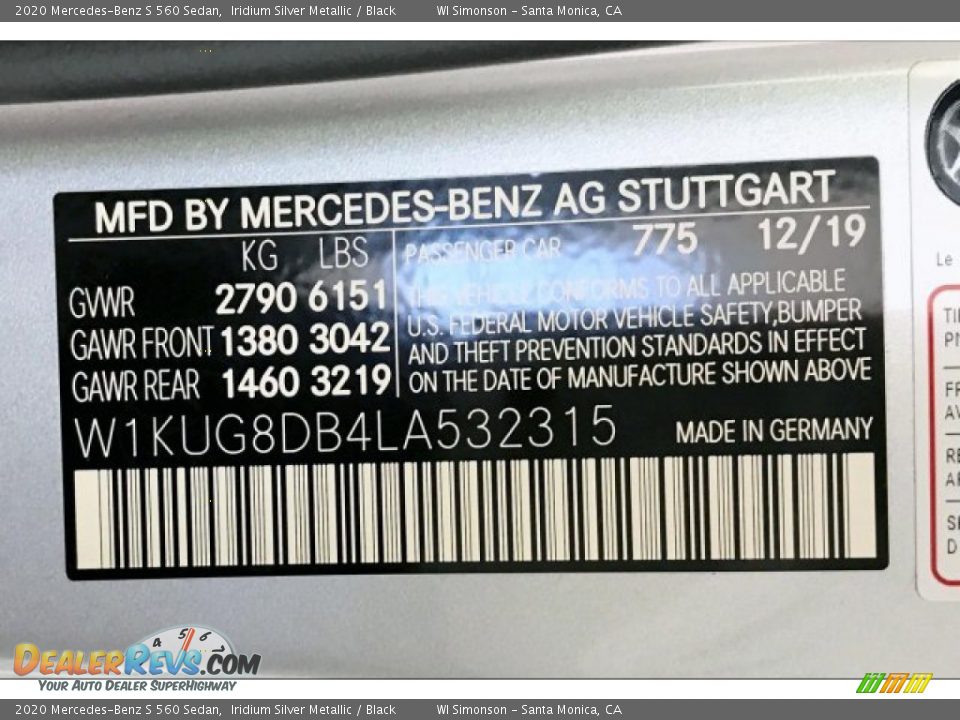 2020 Mercedes-Benz S 560 Sedan, Iridium Silver Metallic / Black WI Simonson - Santa Monica, CA
MFD BY MERCEDES-BENZ AG STUTTGART
KG LBS
PASSENGER CAR 775 12/19
GVWR 2790 6151
GAWR FRONT 1380 3042
GAWR REAR 1460 3219
THIS VEHICLE CONFORMS TO ALL APPLICABLE
U.S. FEDERAL MOTOR VEHICLE SAFETY,BUMPER
AND THEFT PREVENTION STANDARDS IN EFFECT
ON THE DATE OF MANUFACTURE SHOWN ABOVE
W1KUG8DB4LA532315
MADE IN GERMANY
Le
4 5 6
DEALERREVS.COM
YOUR AUTO DEALER SUPERHIGHWAY
2020 Mercedes-Benz S 560 Sedan, Iridium Silver Metallic / Black WI Simonson - Santa Monica, CA